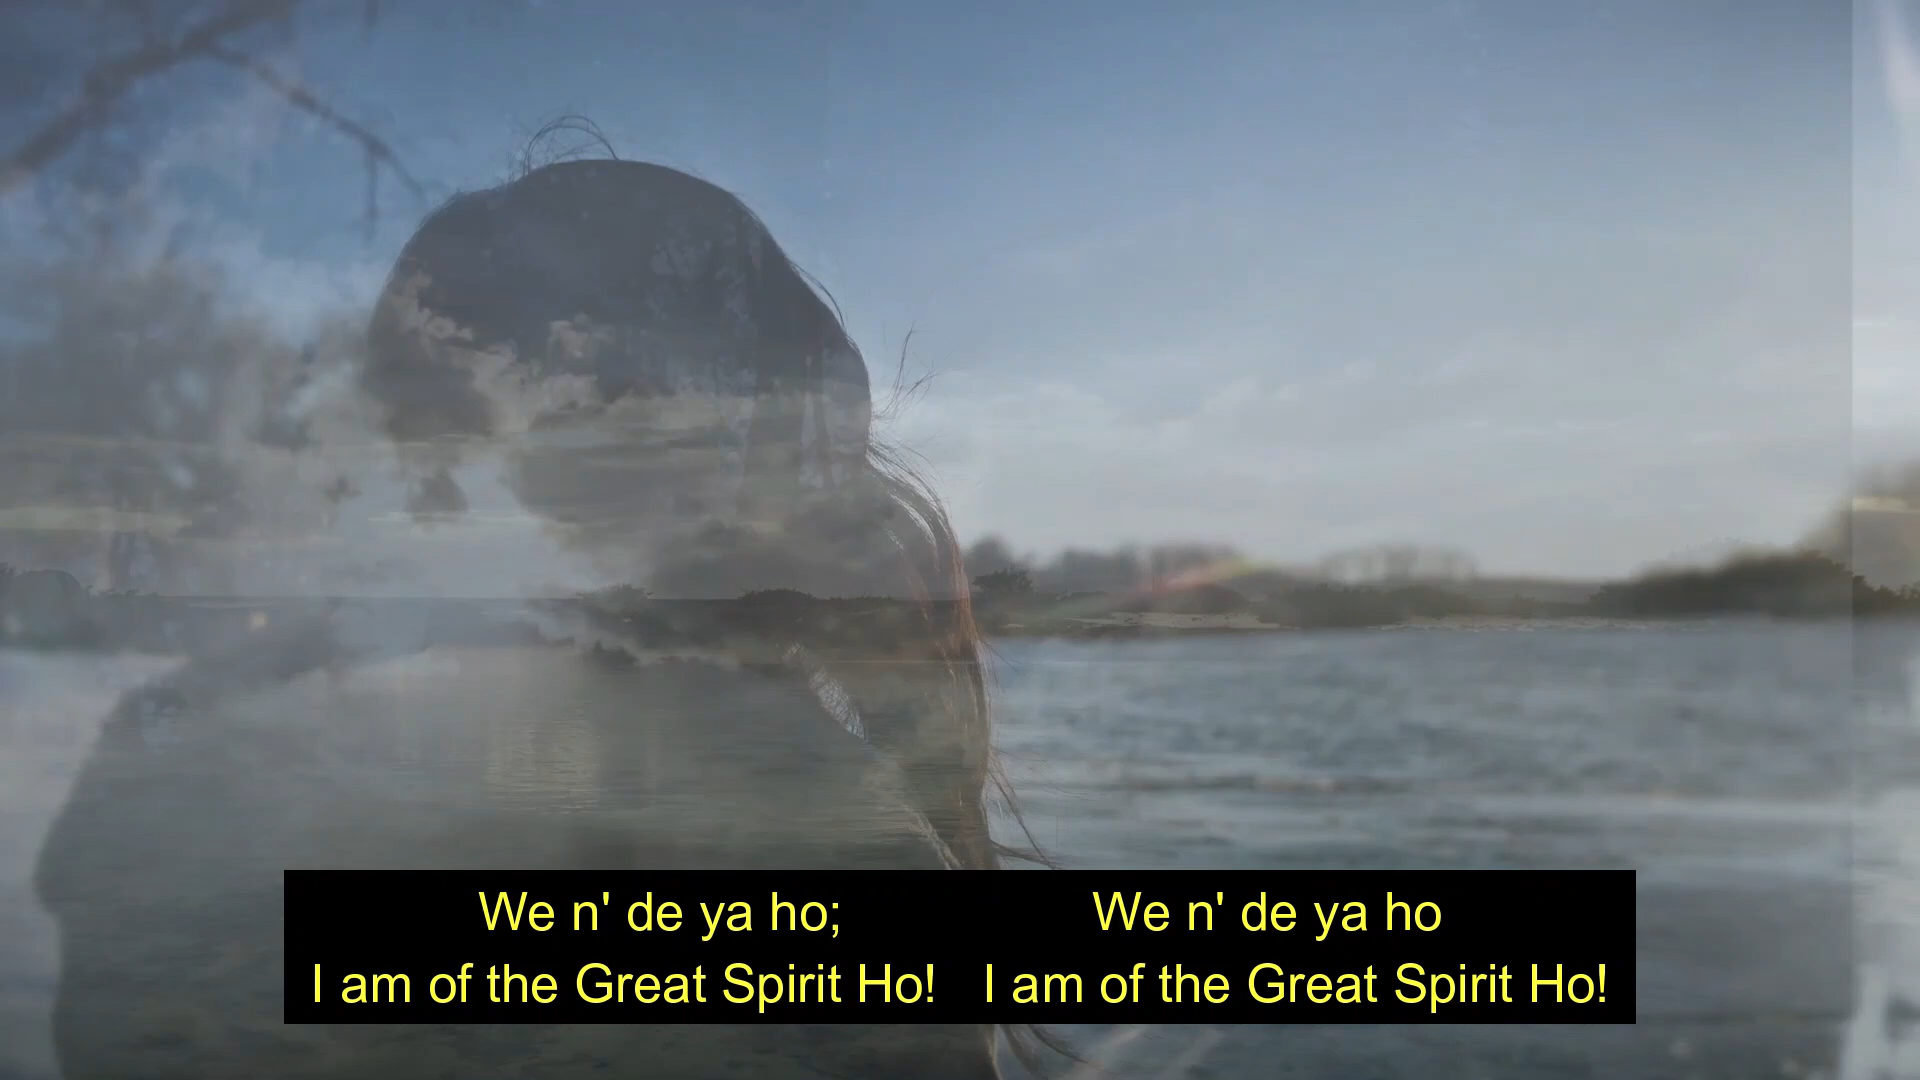 We n' de ya ho; We n' de ya ho
I am of the Great Spirit Ho! I am of the Great Spirit Ho!